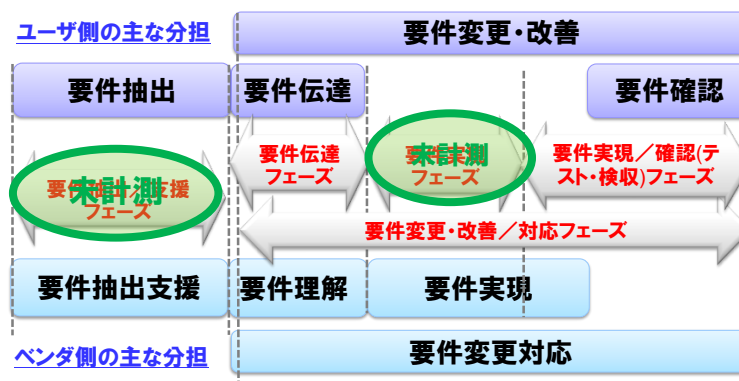 ユーザ側の主な分担
要件変更・改善
要件抽出
要件伝達
要件確認
要件伝達
フェーズ
未計測
フェーズ
要件実現／確認(テ
スト・検収)フェーズ
未計測
フェーズ
要件変更・改善／対応フェーズ
要件抽出支援
要件理解
要件実現
ベンダ側の主な分担
要件変更対応